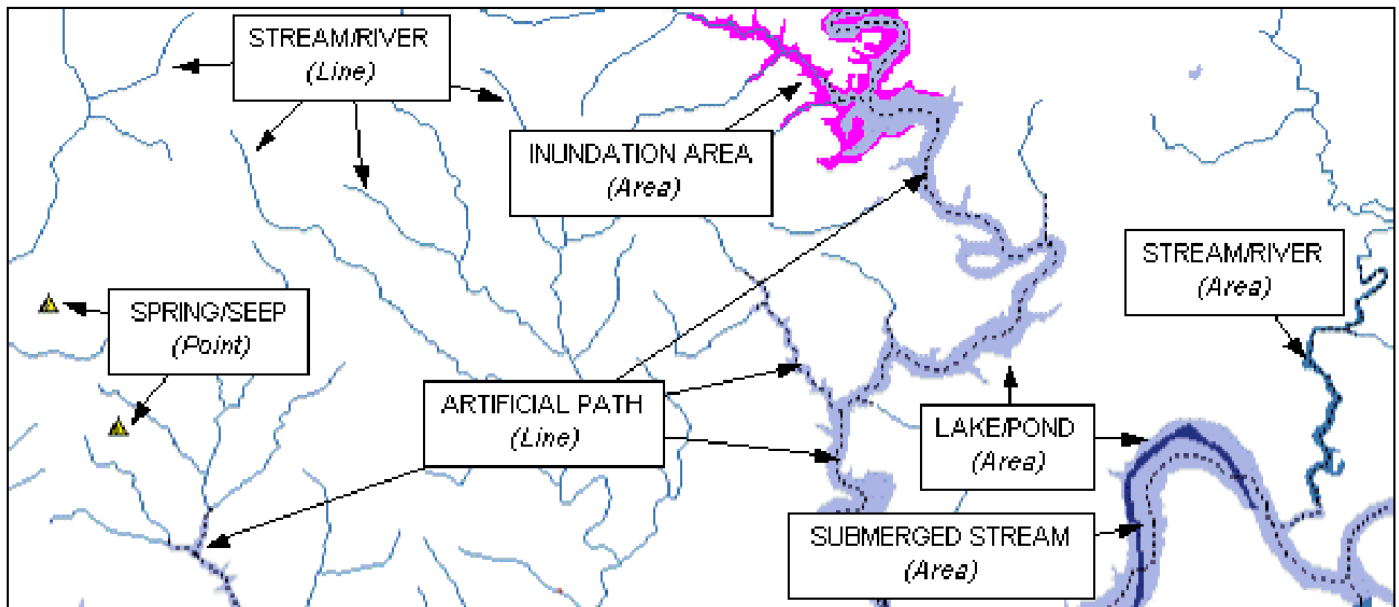 STREAM/RIVER
(Line)
INUNDATION AREA
(Area)
STREAM/RIVER
(Area)
SPRING/SEEP
(Point)
ARTIFICIAL PATH
(Line)
LAKE/POND
(Area)
SUBMERGED STREAM
(Area)